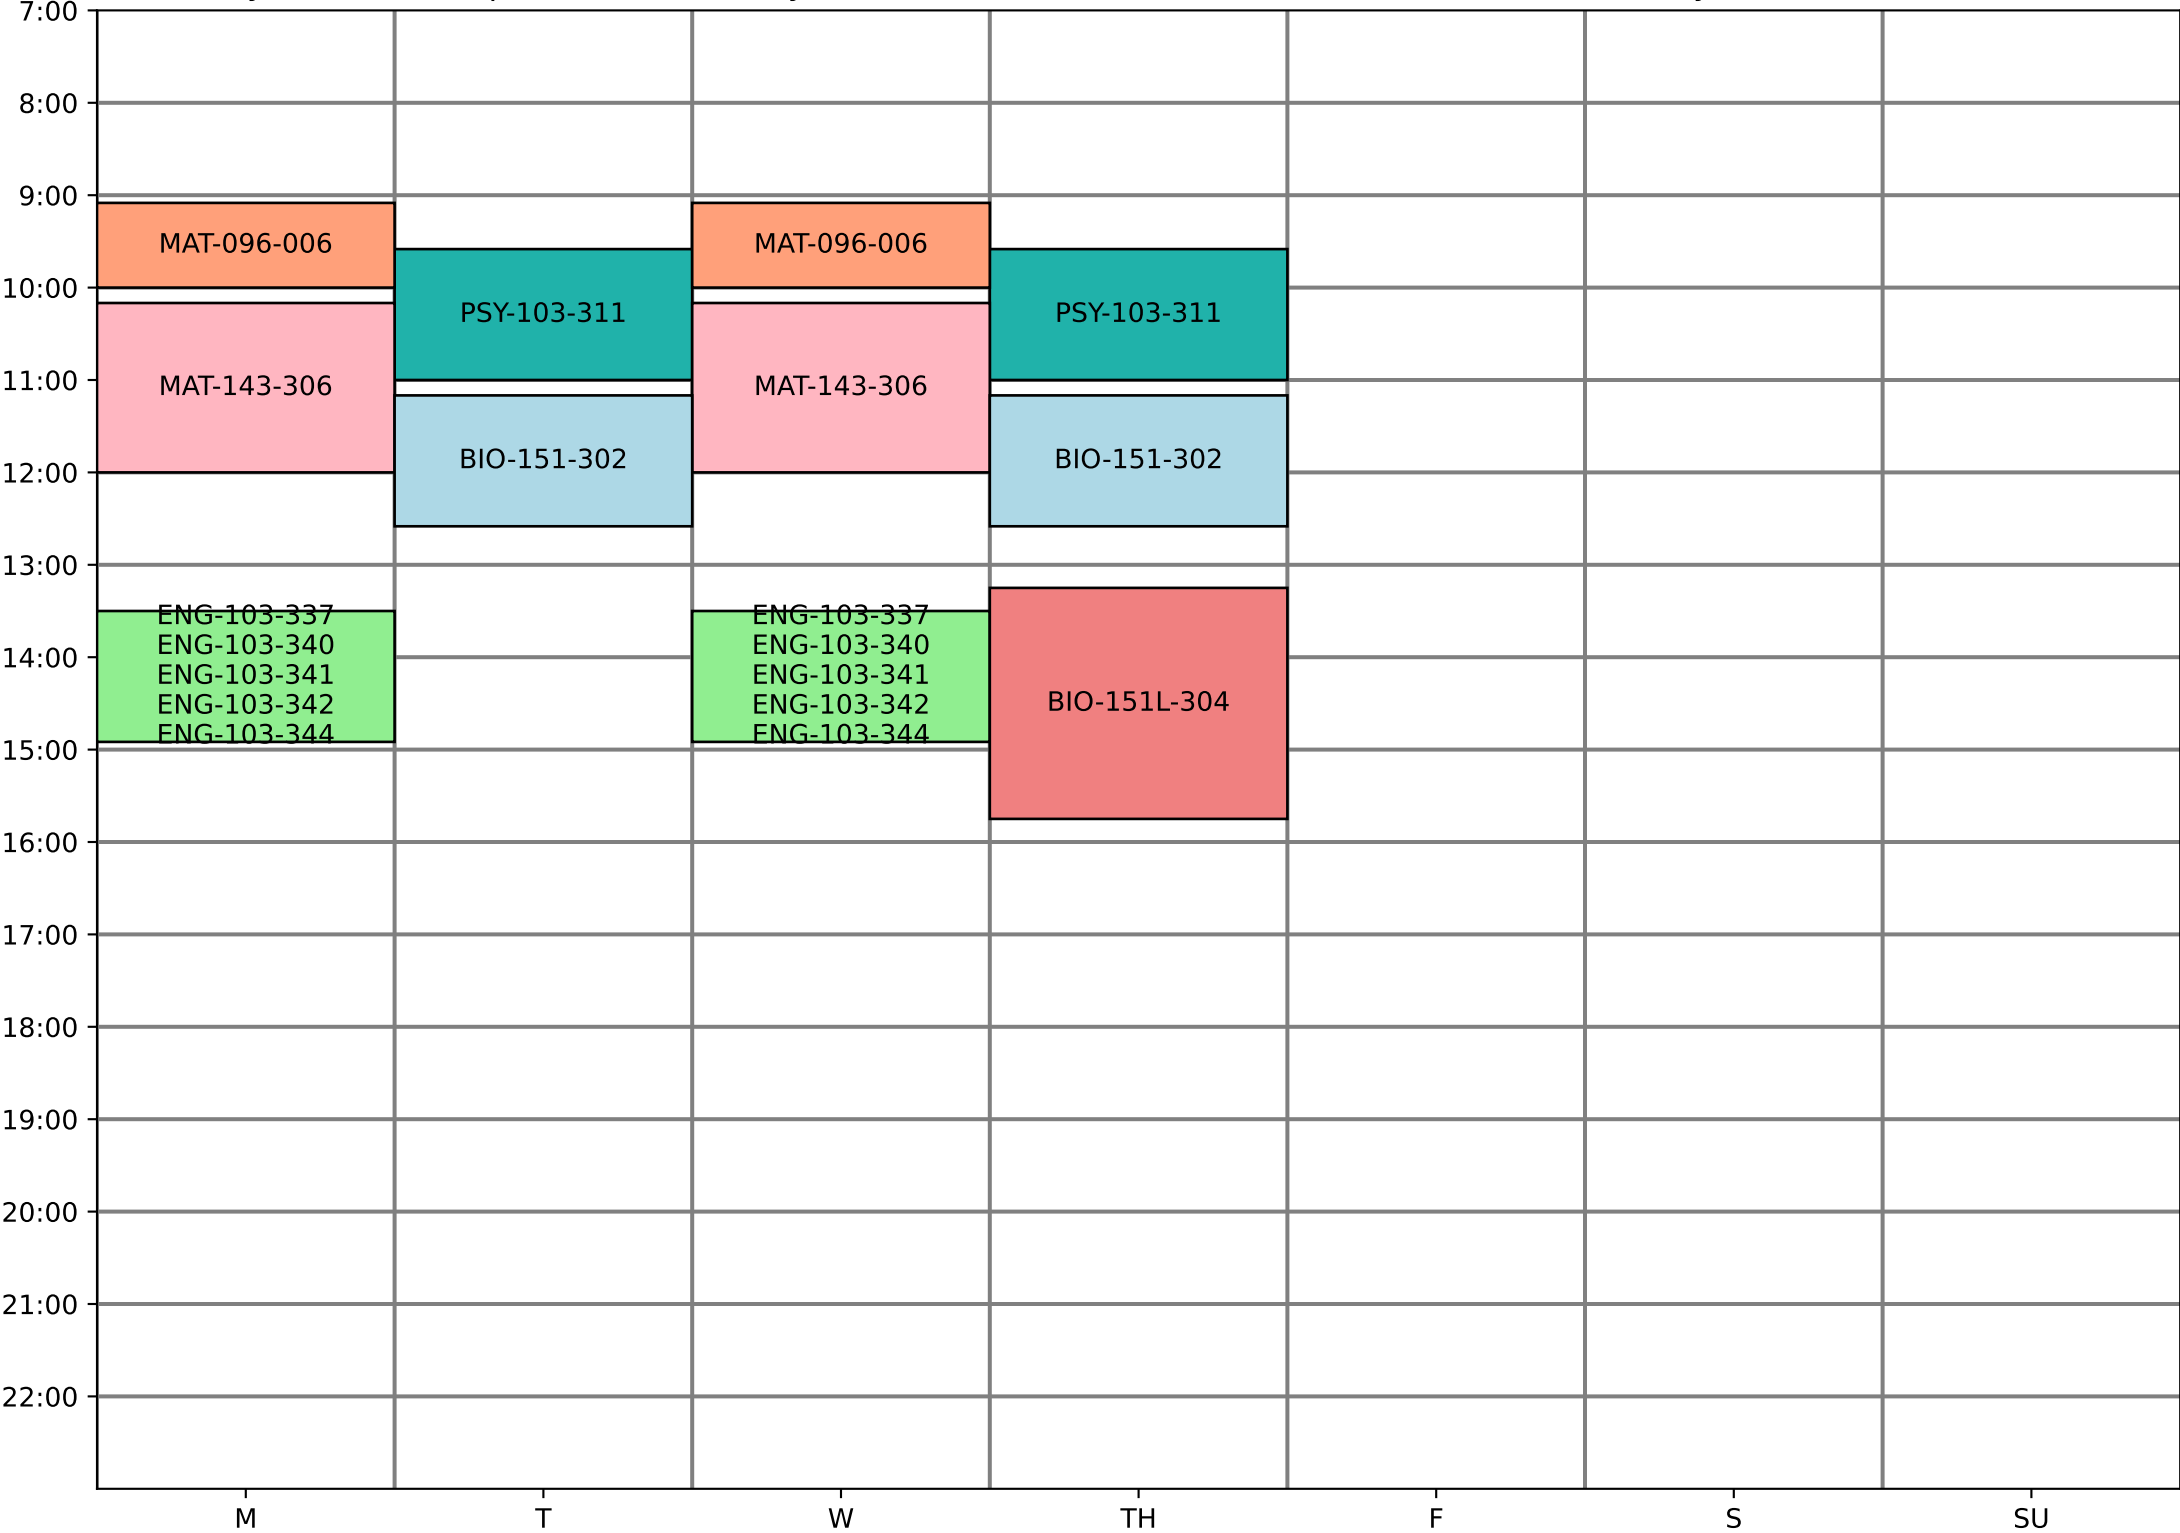 7:00
8:00
9:00
10:00
11:00
12:00
13:00
14:00
15:00
16:00
17:00
18:00
19:00
20:00
21:00
22:00
MAT-096-006
MAT-096-006
PSY-103-311
PSY-103-311
MAT-143-306
MAT-143-306
BIO-151-302
BIO-151-302
ENG-103-337
ENG-103-340
ENG-103-341
ENG-103-342
ENG-103-344
ENG-103-337
ENG-103-340
ENG-103-341
ENG-103-342
ENG-103-344
BIO-151L-304
M T W TH F S SU